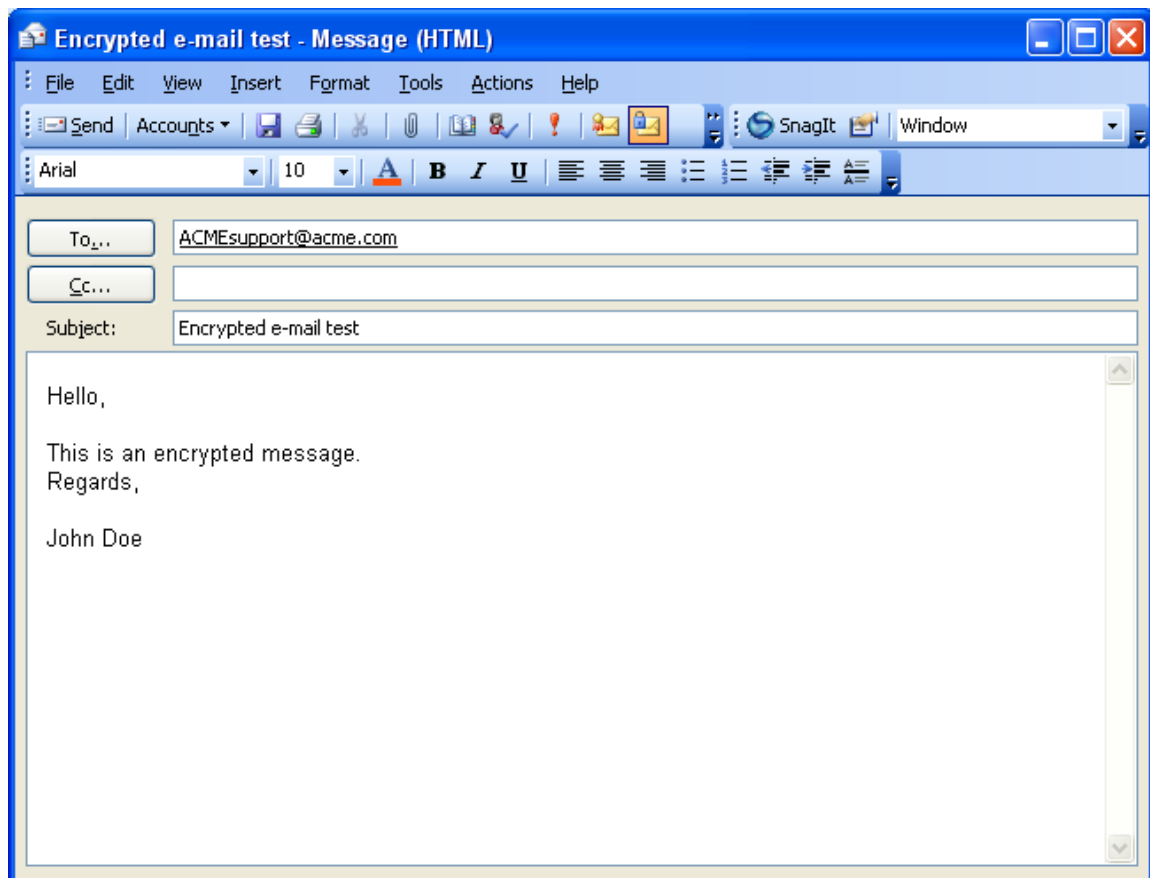 Encrypted e-mail test - Message (HTML)
File Edit View Insert Format Tools Actions Help
Send Accounts SnagIt Window
Arial 10 A B I U
To... ACMEsupport@acme.com
Cc...
Subject: Encrypted e-mail test
Hello,
This is an encrypted message.
Regards,
John Doe